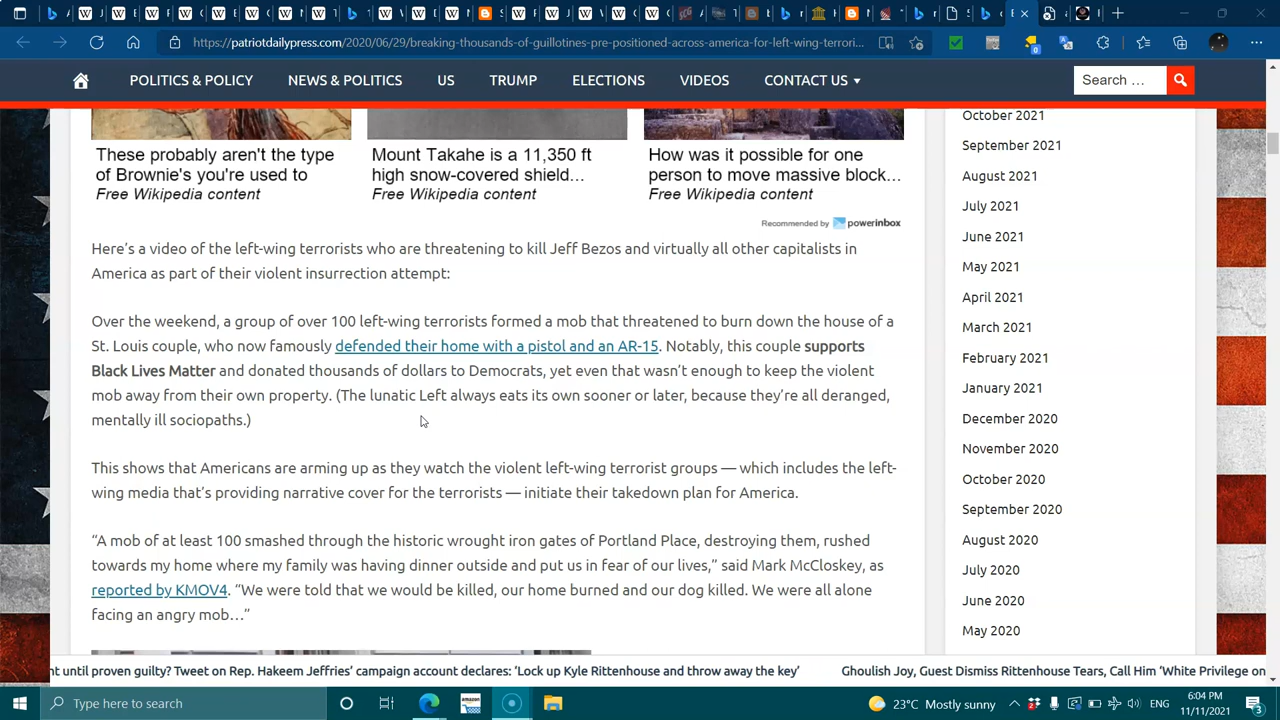 https://patriotdailypress.com/2020/06/29/breaking-thousands-of-guillotines-pre-positioned-across-america-for-left-wing-terrori...
POLITICS & POLICY
NEWS & POLITICS
US
TRUMP
ELECTIONS
VIDEOS
CONTACT US
Search …
These probably aren't the type
of Brownie's you're used to
Free Wikipedia content
Mount Takahe is a 11,350 ft
high snow-covered shield...
Free Wikipedia content
How was it possible for one
person to move massive block...
Free Wikipedia content
Recommended by powerinbox
Here's a video of the left-wing terrorists who are threatening to kill Jeff Bezos and virtually all other capitalists in
America as part of their violent insurrection attempt:
Over the weekend, a group of over 100 left-wing terrorists formed a mob that threatened to burn down the house of a
St. Louis couple, who now famously defended their home with a pistol and an AR-15. Notably, this couple supports
Black Lives Matter and donated thousands of dollars to Democrats, yet even that wasn't enough to keep the violent
mob away from their own property. (The lunatic Left always eats its own sooner or later, because they're all deranged,
mentally ill sociopaths.)
This shows that Americans are arming up as they watch the violent left-wing terrorist groups — which includes the left-
wing media that's providing narrative cover for the terrorists — initiate their takedown plan for America.
“A mob of at least 100 smashed through the historic wrought iron gates of Portland Place, destroying them, rushed
towards my home where my family was having dinner outside and put us in fear of our lives,” said Mark McCloskey, as
reported by KMOV4. “We were told that we would be killed, our home burned and our dog killed. We were all alone
facing an angry mob…”
October 2021
September 2021
August 2021
July 2021
June 2021
May 2021
April 2021
March 2021
February 2021
January 2021
December 2020
November 2020
October 2020
September 2020
August 2020
July 2020
June 2020
May 2020
nt until proven guilty? Tweet on Rep. Hakeem Jeffries' campaign account declares: 'Lock up Kyle Rittenhouse and throw away the key'
Ghoulish Joy, Guest Dismiss Rittenhouse Tears, Call Him 'White Privilege on
Type here to search
amazon
23°C Mostly sunny
ENG
6:04 PM
11/11/2021
3